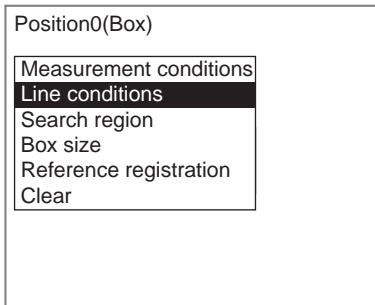 Position0(Box)
Measurement conditions
Line conditions
Search region
Box size
Reference registration
Clear